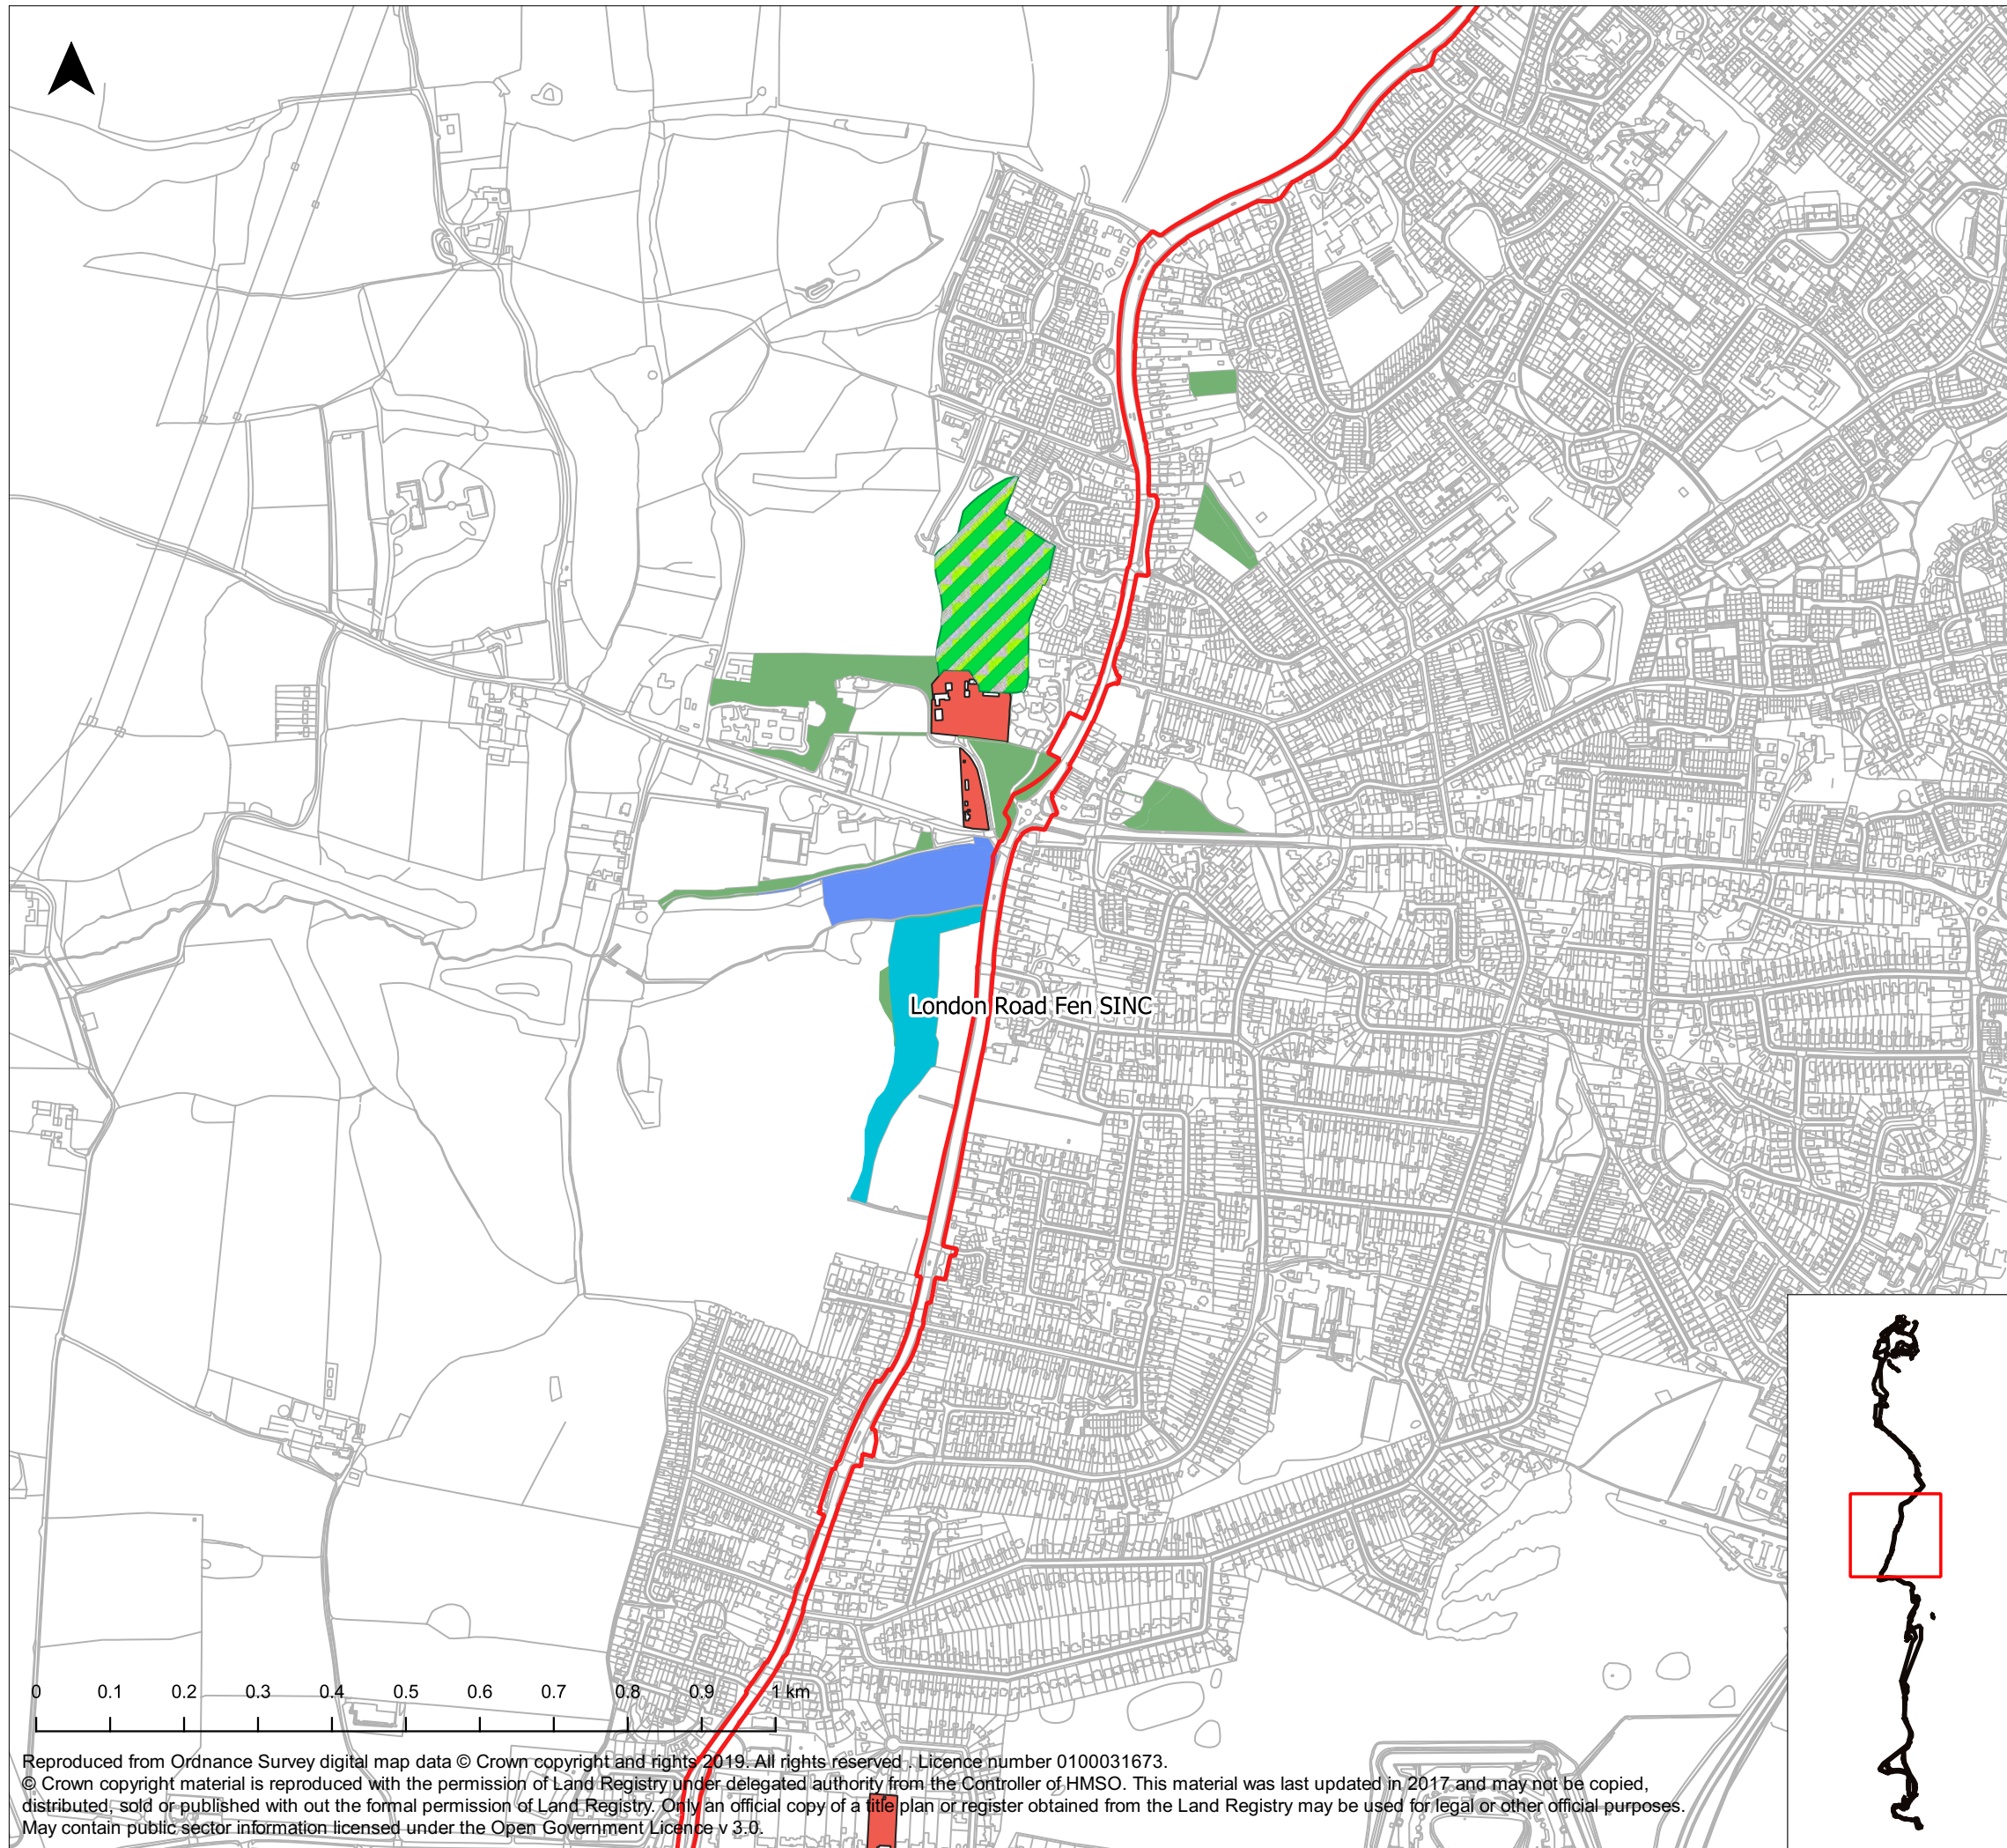 London Road Fen SINC
0 0.1 0.2 0.3 0.4 0.5 0.6 0.7 0.8 0.9 1 km
Reproduced from Ordnance Survey digital map data © Crown copyright and rights 2019. All rights reserved . Licence number 0100031673.
© Crown copyright material is reproduced with the permission of Land Registry under delegated authority from the Controller of HMSO. This material was last updated in 2017 and may not be copied,
distributed, sold or published with out the formal permission of Land Registry. Only an official copy of a title plan or register obtained from the Land Registry may be used for legal or other official purposes.
May contain public sector information licensed under the Open Government Licence v 3.0.